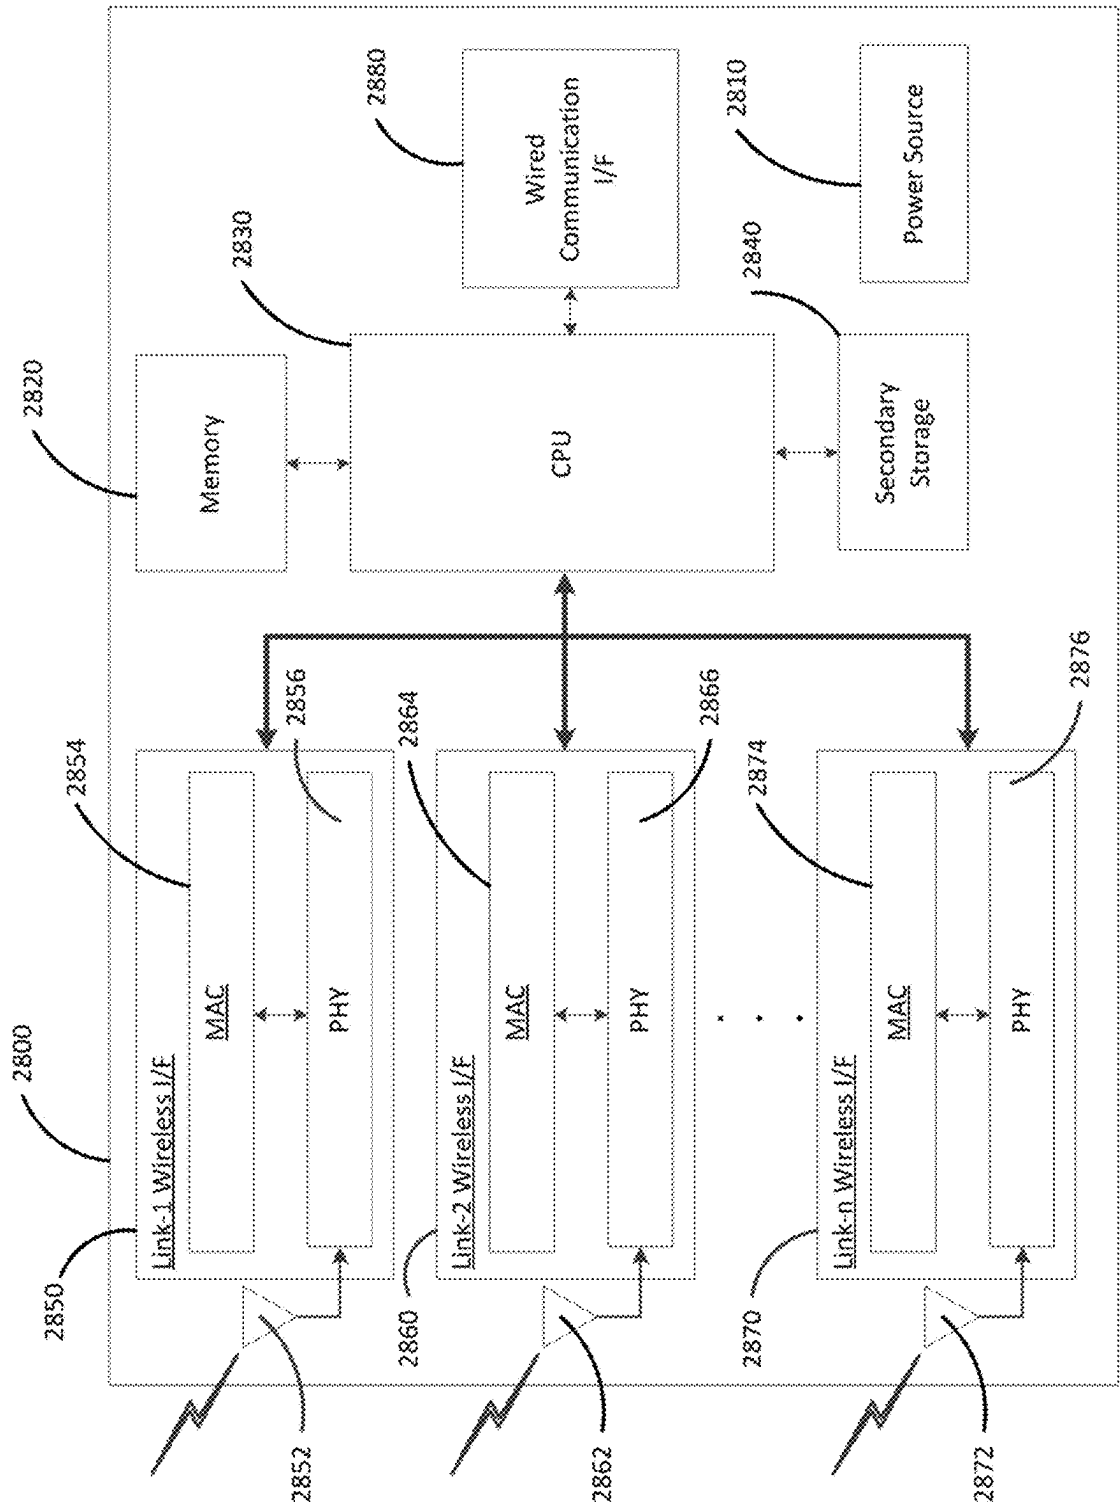 2800
2820
2850
2854
Link-1 Wireless I/F
MAC
Memory
2830
2852
2856
PHY
2880
2860
2864
Link-2 Wireless I/F
MAC
CPU
Wired
Communication
I/F
2862
PHY
2866
2870
2874
2840
2810
Link-n Wireless I/F
MAC
Secondary
Storage
Power Source
2872
PHY
2876